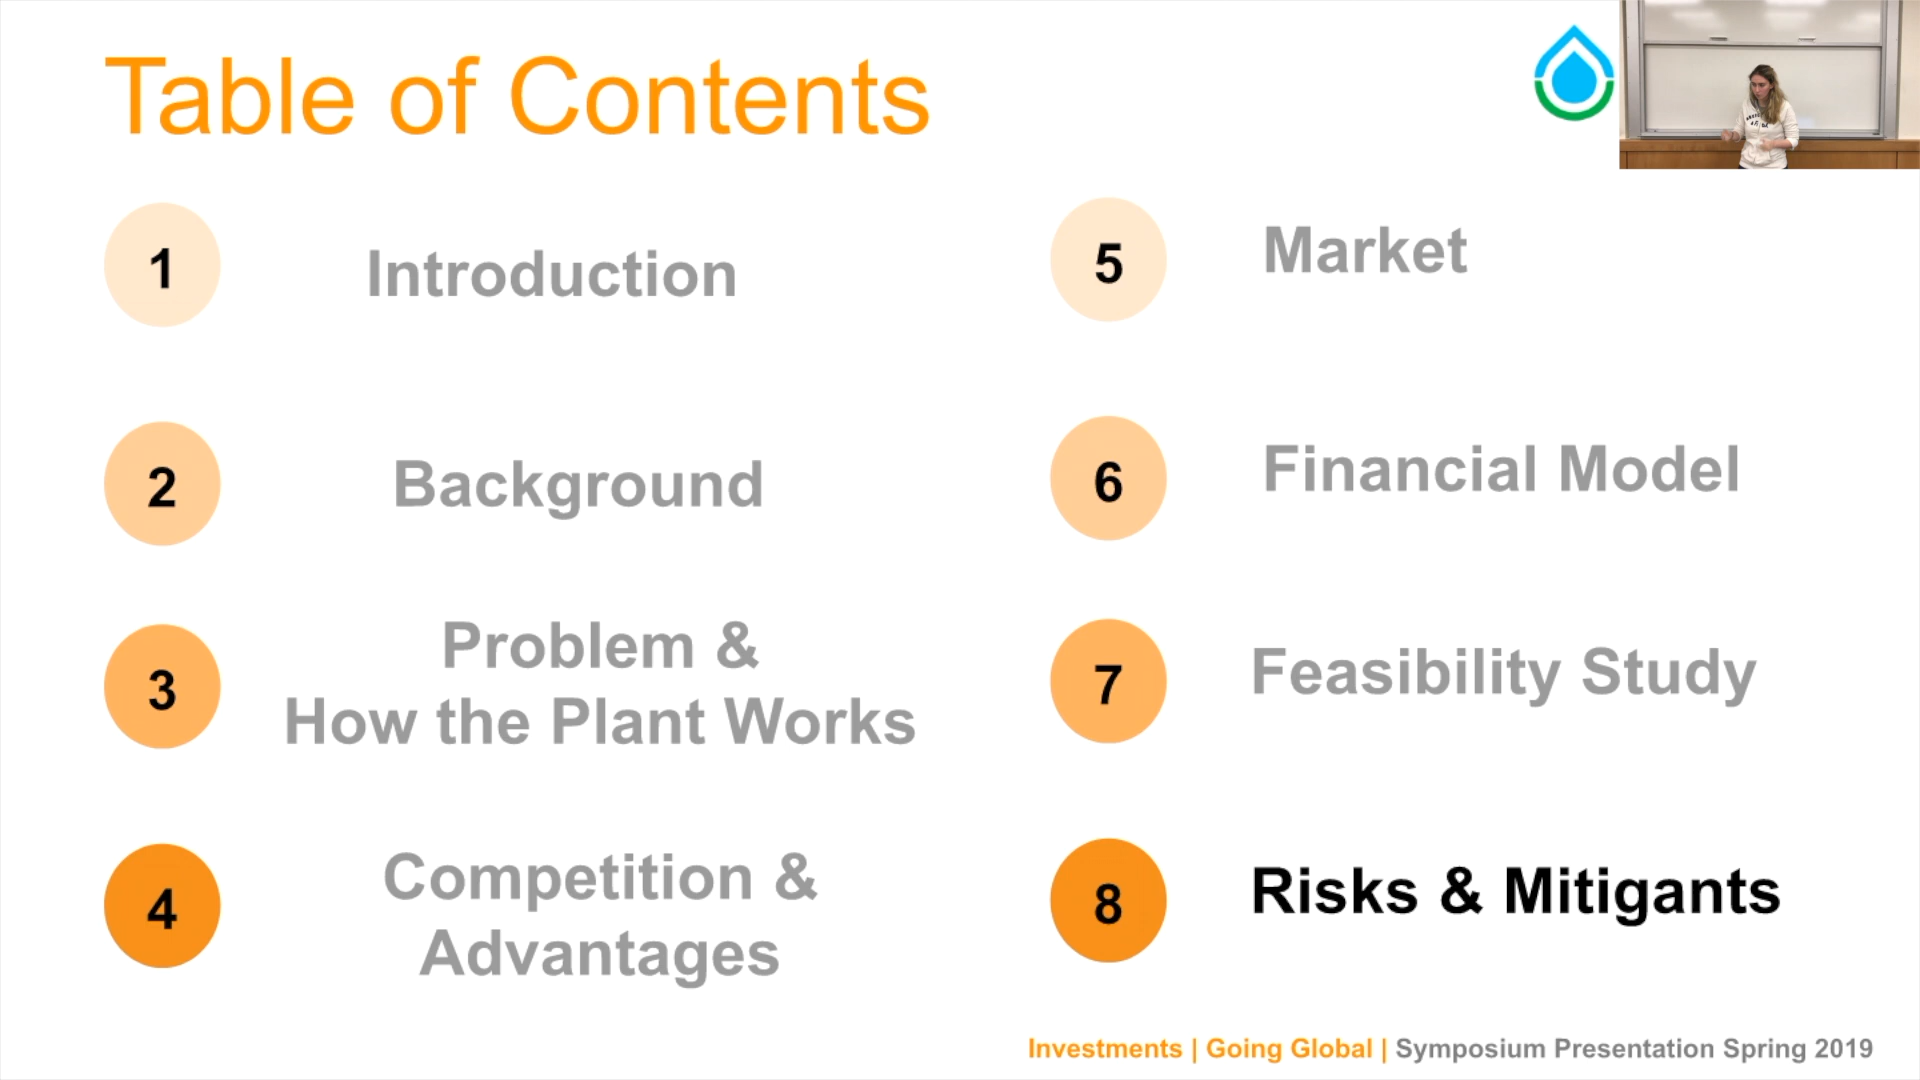 Table of Contents
1
Introduction
2
Background
3
Problem &
How the Plant Works
4
Competition &
Advantages
5
Market
6
Financial Model
7
Feasibility Study
8
Risks & Mitigants
Investments | Going Global | Symposium Presentation Spring 2019